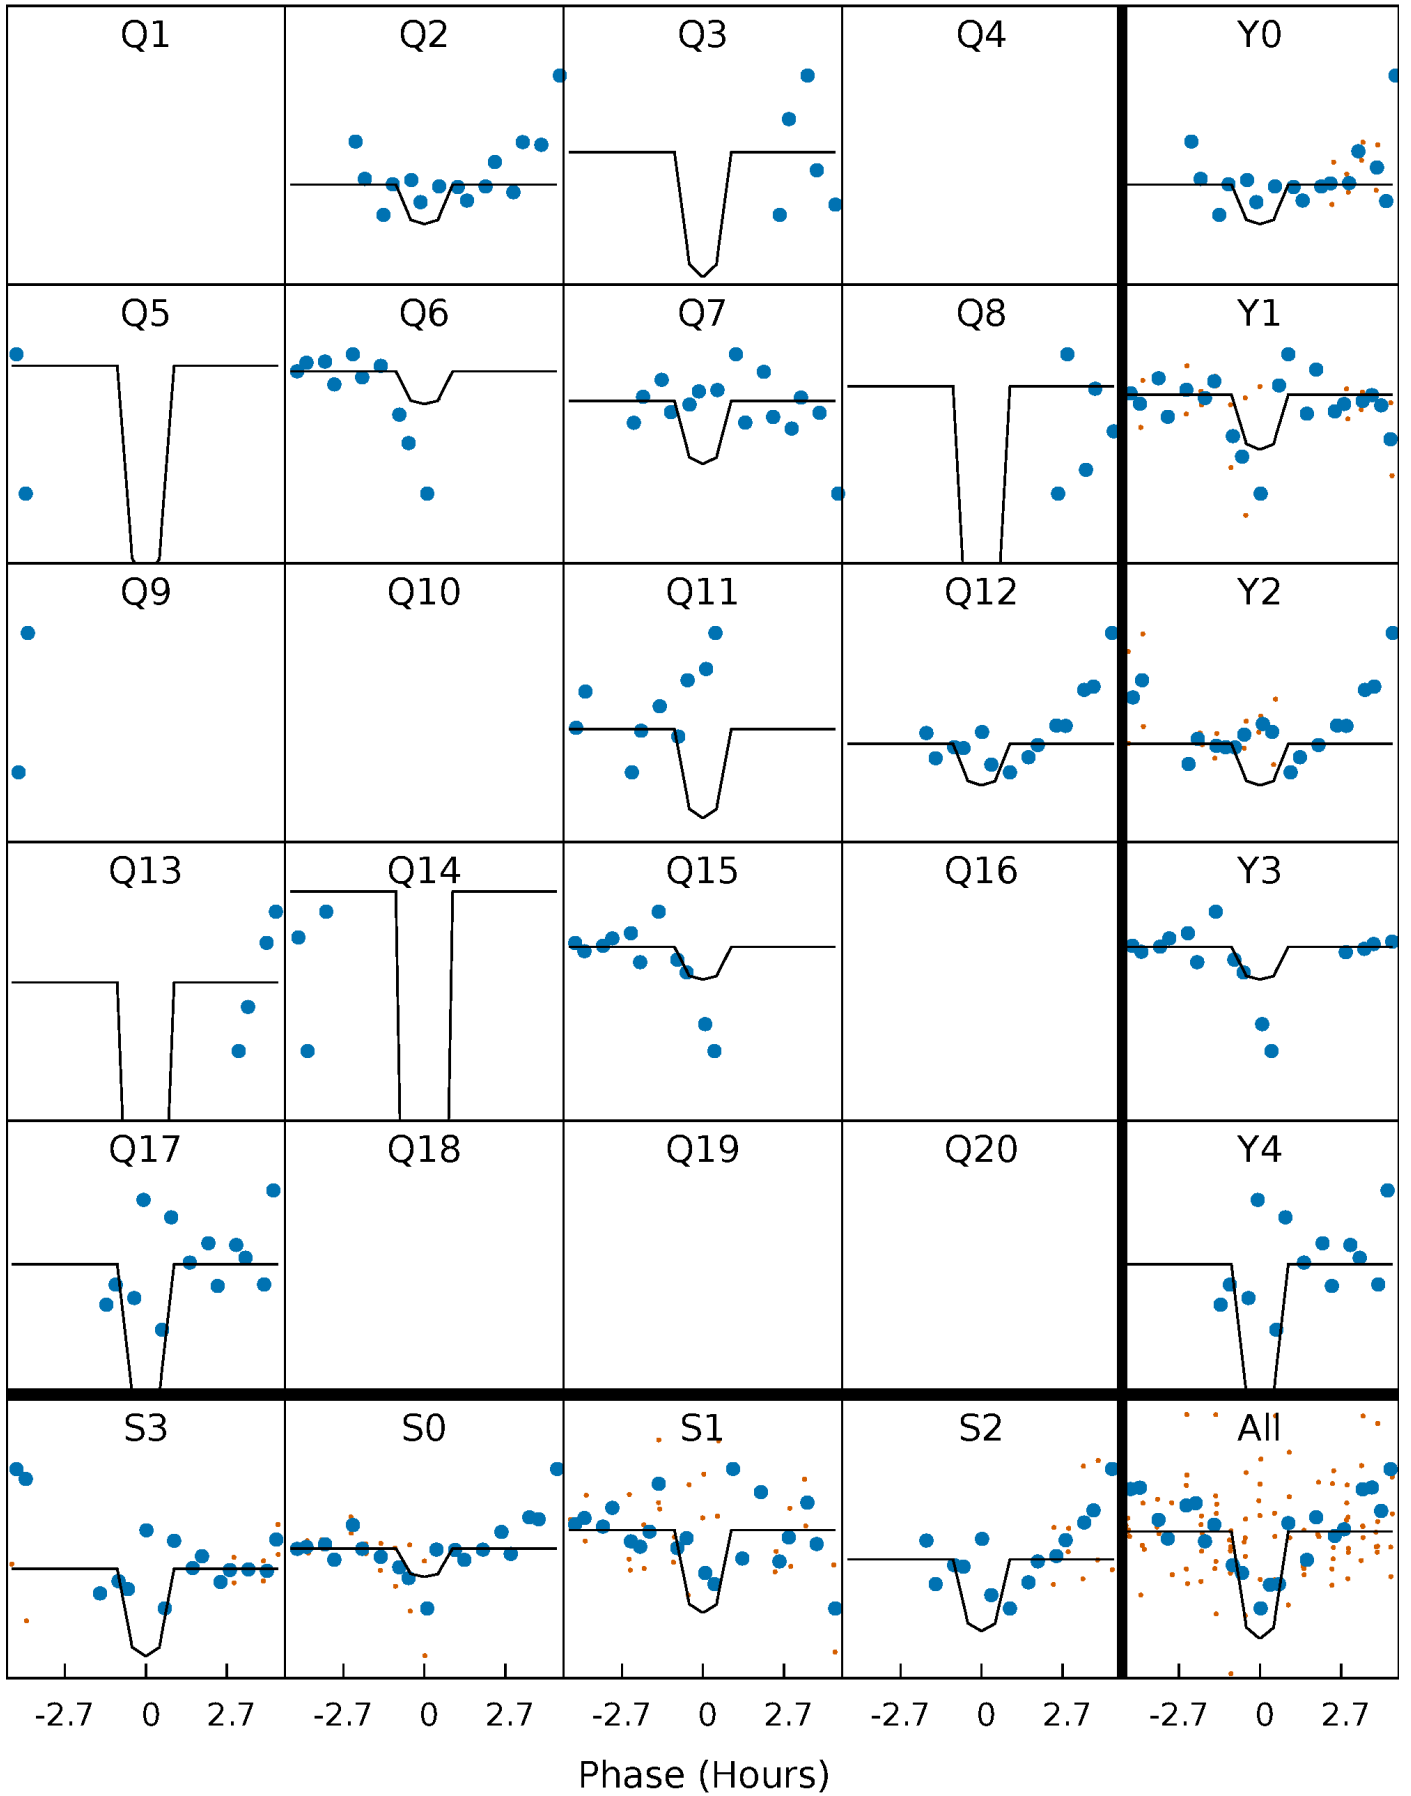 Q1 Q2 Q3 Q4 Y0
Q5 Q6 Q7 Q8 Y1
Q9 Q10 Q11 Q12 Y2
Q13 Q14 Q15 Q16 Y3
Q17 Q18 Q19 Q20 Y4
S3 S0 S1 S2 All
-2.7 0 2.7 -2.7 0 2.7 -2.7 0 2.7 -2.7 0 2.7 -2.7 0 2.7
Phase (Hours)